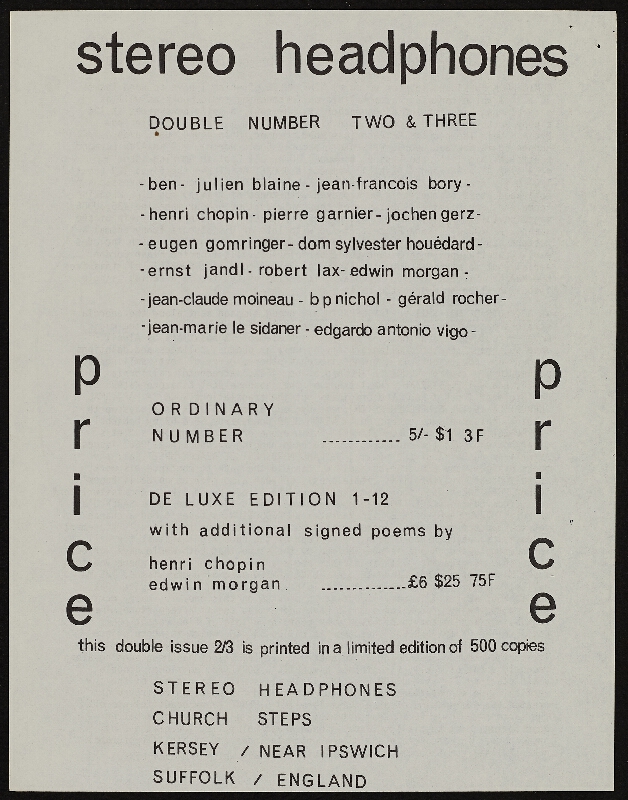 stereo headphones
DOUBLE NUMBER TWO & THREE
-ben- julien blaine - jean-francois bory -
-henri chopin- pierre garnier- jochen gerz-
-eugen gomringer- dom sylvester houédard-
-ernst jandl- robert lax- edwin morgan -
-jean-claude moineau - bp nichol - gérald rocher-
-jean-marie le sidaner - edgardo antonio vigo-
price
price
ORDINARY
NUMBER ............ 5/- $1 3F
DE LUXE EDITION 1-12
with additional signed poems by
henri chopin
edwin morgan .............£6 $25 75F
this double issue 2/3 is printed in a limited edition of 500 copies
STEREO HEADPHONES
CHURCH STEPS
KERSEY / NEAR IPSWICH
SUFFOLK / ENGLAND